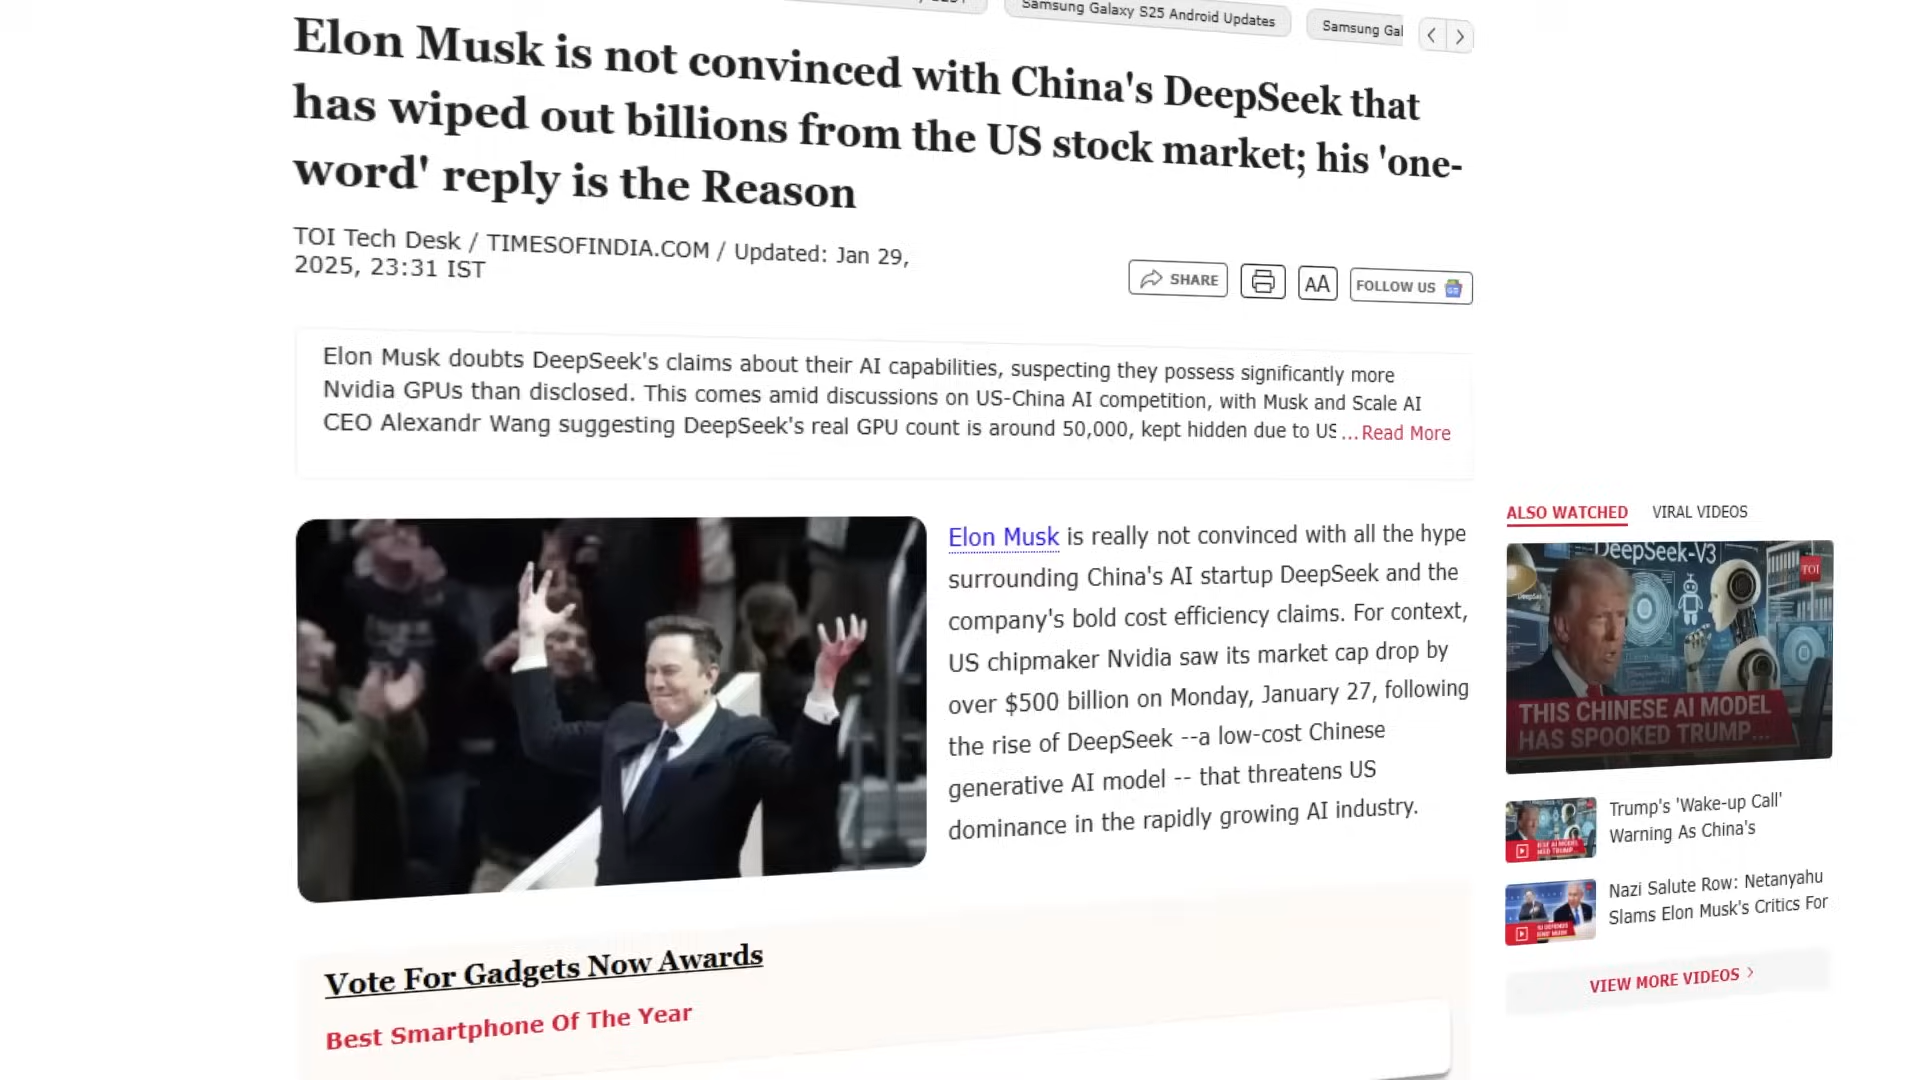 Samsung Galaxy S25 Android Updates
Samsung Gal
Elon Musk is not convinced with China's DeepSeek that
has wiped out billions from the US stock market; his 'one-
word' reply is the Reason
TOI Tech Desk / TIMESOFINDIA.COM / Updated: Jan 29,
2025, 23:31 IST
SHARE
AA
FOLLOW US
Elon Musk doubts DeepSeek's claims about their AI capabilities, suspecting they possess significantly more
Nvidia GPUs than disclosed. This comes amid discussions on US-China AI competition, with Musk and Scale AI
CEO Alexandr Wang suggesting DeepSeek's real GPU count is around 50,000, kept hidden due to US ...Read More
Elon Musk is really not convinced with all the hype
surrounding China's AI startup DeepSeek and the
company's bold cost efficiency claims. For context,
US chipmaker Nvidia saw its market cap drop by
over $500 billion on Monday, January 27, following
the rise of DeepSeek --a low-cost Chinese
generative AI model -- that threatens US
dominance in the rapidly growing AI industry.
ALSO WATCHED
VIRAL VIDEOS
DeepSeek-V3
TOI
THIS CHINESE AI MODEL
HAS SPOOKED TRUMP...
Trump's 'Wake-up Call'
Warning As China's
Nazi Salute Row: Netanyahu
Slams Elon Musk's Critics For
VIEW MORE VIDEOS
Vote For Gadgets Now Awards
Best Smartphone Of The Year